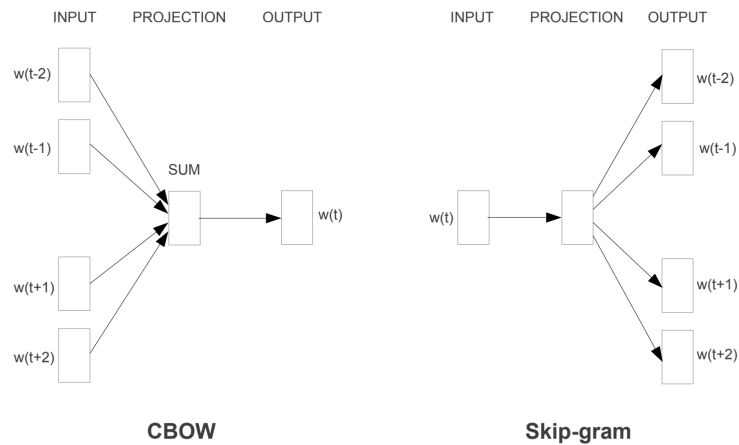 INPUT PROJECTION OUTPUT
w(t-2)
w(t-1)
SUM
w(t)
w(t+1)
w(t+2)
CBOW
INPUT PROJECTION OUTPUT
w(t-2)
w(t-1)
w(t)
w(t+1)
w(t+2)
Skip-gram